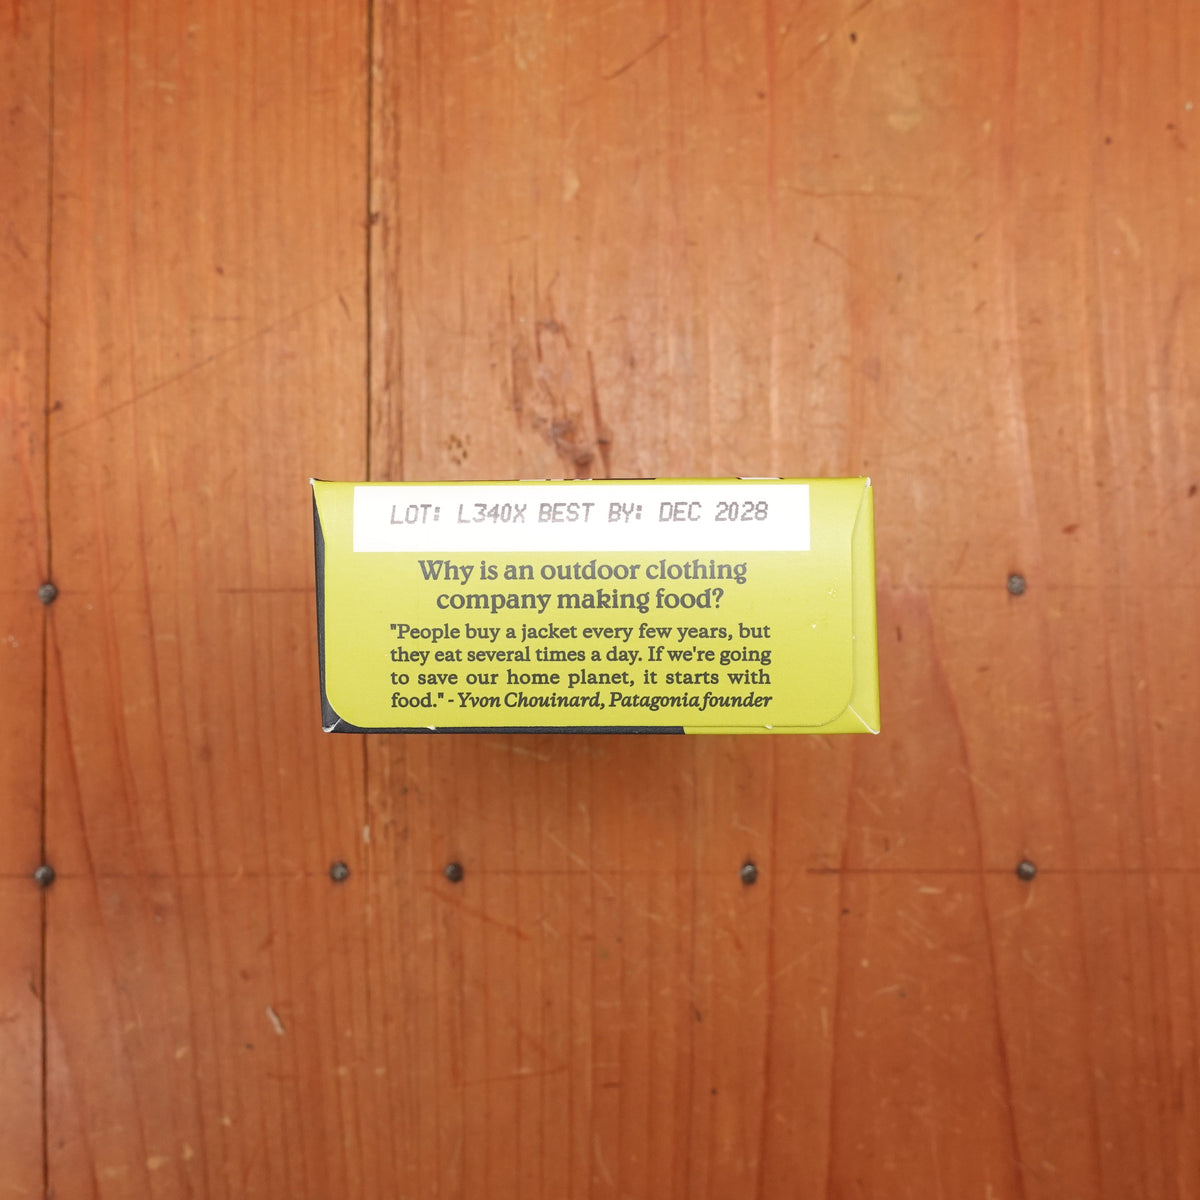 LOT: L340X BEST BY: DEC 2028
Why is an outdoor clothing
company making food?
"People buy a jacket every few years, but
they eat several times a day. If we're going
to save our home planet, it starts with
food." - Yvon Chouinard, Patagonia founder